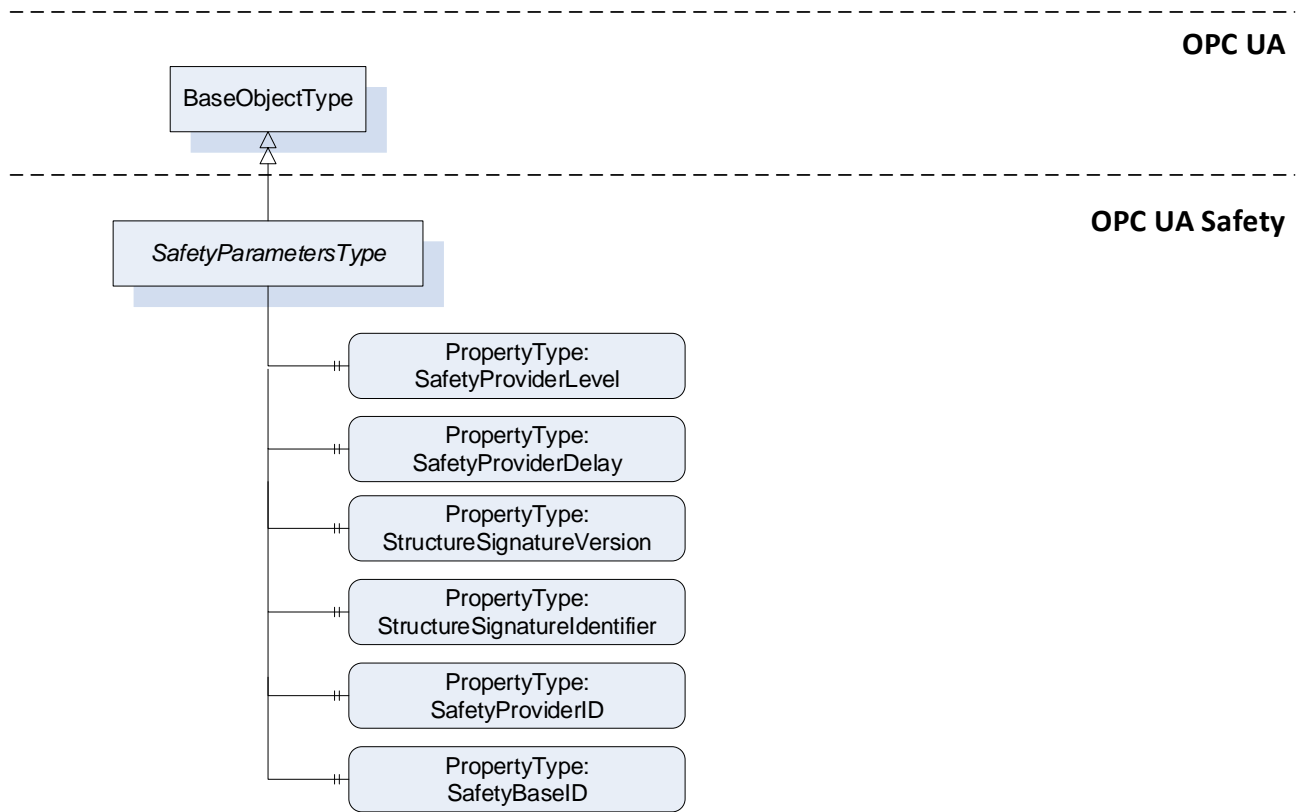 OPC UA
BaseObjectType
OPC UA Safety
SafetyParametersType
PropertyType:
SafetyProviderLevel
PropertyType:
SafetyProviderDelay
PropertyType:
StructureSignatureVersion
PropertyType:
StructureSignatureIdentifier
PropertyType:
SafetyProviderID
PropertyType:
SafetyBaseID